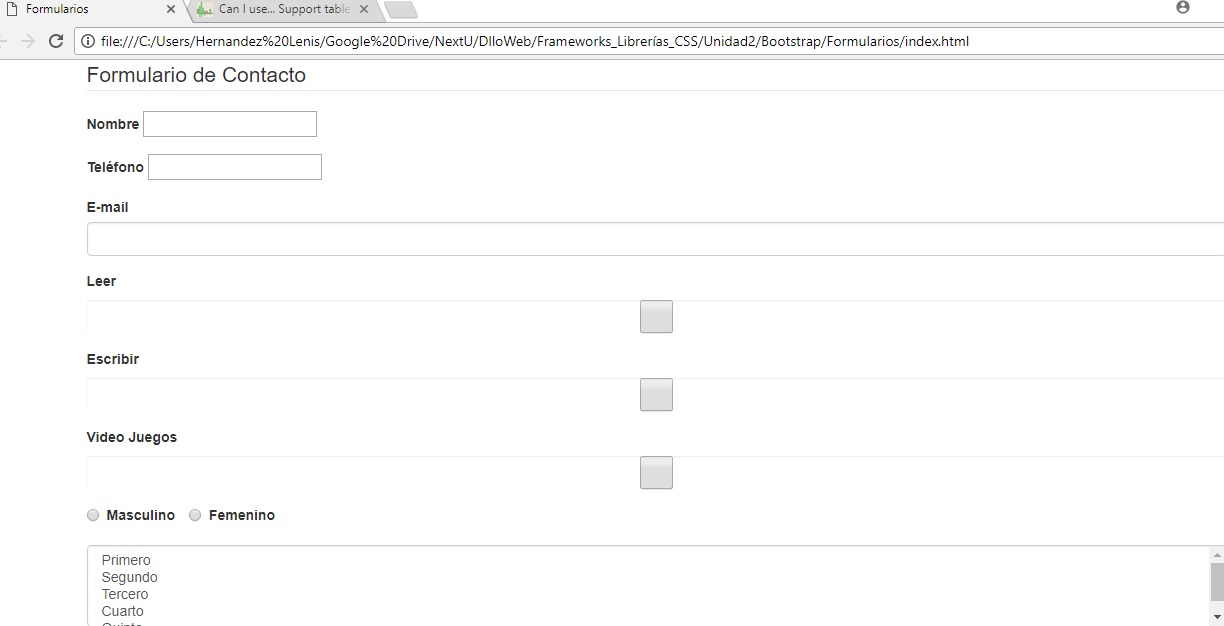 Formularios
Can I use... Support table
file:///C:/Users/Hernandez%20Lenis/Google%20Drive/NextU/DlloWeb/Frameworks_Librerías_CSS/Unidad2/Bootstrap/Formularios/index.html
Formulario de Contacto
Nombre
Teléfono
E-mail
Leer
Escribir
Video Juegos
Masculino Femenino
Primero
Segundo
Tercero
Cuarto